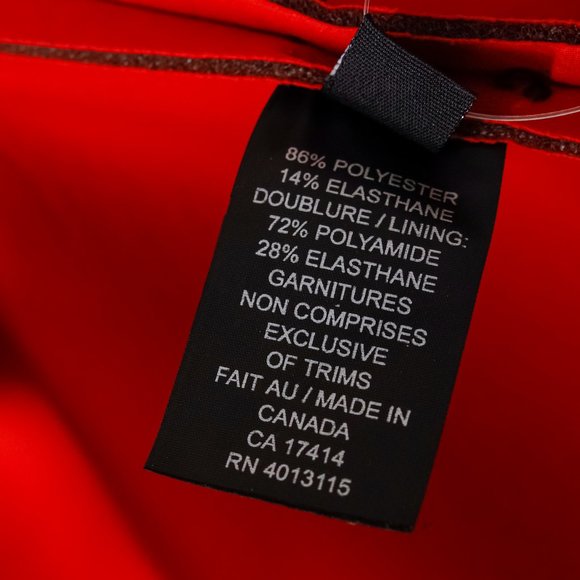 86% POLYESTER
14% ELASTHANE
DOUBLURE / LINING:
72% POLYAMIDE
28% ELASTHANE
GARNITURES
NON COMPRISES
EXCLUSIVE
OF TRIMS
FAIT AU / MADE IN
CANADA
CA 17414
RN 4013115